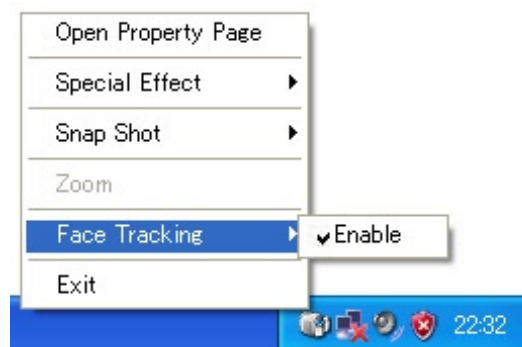 Open Property Page
Special Effect
Snap Shot
Zoom
Face Tracking
Enable
Exit
22:32